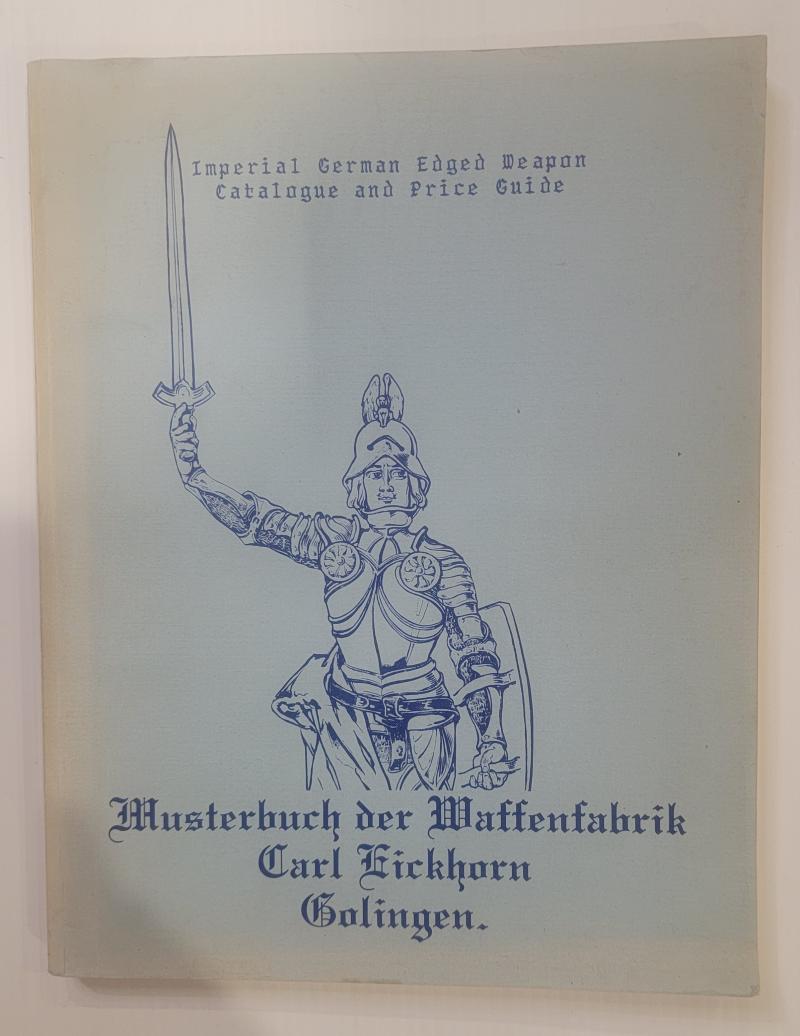 Imperial German Edged Weapon
Catalogue and Price Guide
Musterbuch der Waffenfabrik
Carl Eickhorn
Solingen.